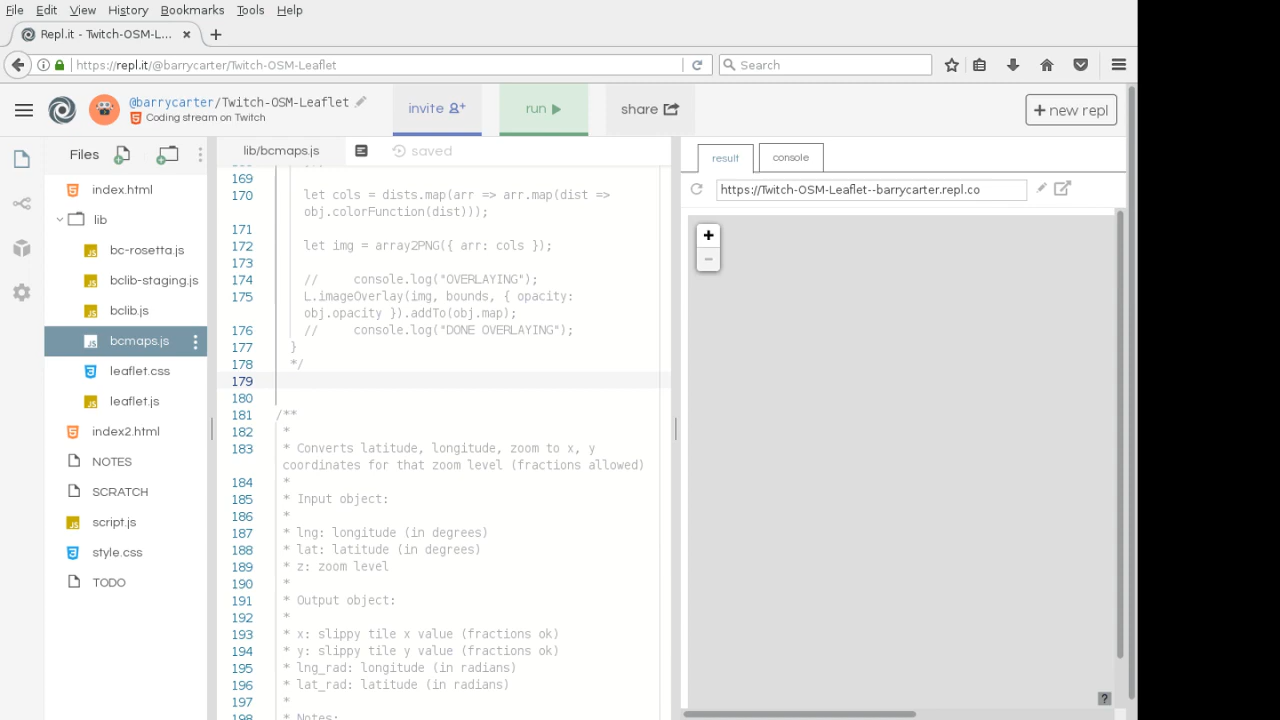 File Edit View History Bookmarks Tools Help
Repl.it - Twitch-OSM-L...
https://repl.it/@barrycarter/Twitch-OSM-Leaflet
Search
@barrycarter/Twitch-OSM-Leaflet
Coding stream on Twitch
invite
run
share
+ new repl
Files
index.html
lib
bc-rosetta.js
bclib-staging.js
bclib.js
bcmaps.js
leaflet.css
leaflet.js
index2.html
NOTES
SCRATCH
script.js
style.css
TODO
lib/bcmaps.js
saved
169
170 let cols = dists.map(arr => arr.map(dist =>
obj.colorFunction(dist)));
171
172 let img = array2PNG({ arr: cols });
173
174 // console.log("OVERLAYING");
175 L.imageOverlay(img, bounds, { opacity:
obj.opacity }).addTo(obj.map);
176 // console.log("DONE OVERLAYING");
177 }
178 */
179
180
181 /**
182 *
183 * Converts latitude, longitude, zoom to x, y
coordinates for that zoom level (fractions allowed)
184 *
185 * Input object:
186 *
187 * lng: longitude (in degrees)
188 * lat: latitude (in degrees)
189 * z: zoom level
190 *
191 * Output object:
192 *
193 * x: slippy tile x value (fractions ok)
194 * y: slippy tile y value (fractions ok)
195 * lng_rad: longitude (in radians)
196 * lat_rad: latitude (in radians)
197 *
198 * Notes:
result
console
https://Twitch-OSM-Leaflet--barrycarter.repl.co
+
−
?